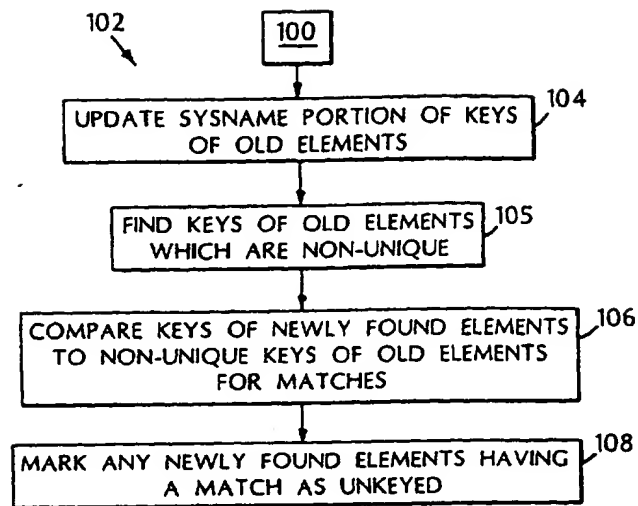 102
100
UPDATE SYSNAME PORTION OF KEYS
OF OLD ELEMENTS
104
FIND KEYS OF OLD ELEMENTS
WHICH ARE NON-UNIQUE
105
COMPARE KEYS OF NEWLY FOUND ELEMENTS
TO NON-UNIQUE KEYS OF OLD ELEMENTS
FOR MATCHES
106
MARK ANY NEWLY FOUND ELEMENTS HAVING
A MATCH AS UNKEYED
108